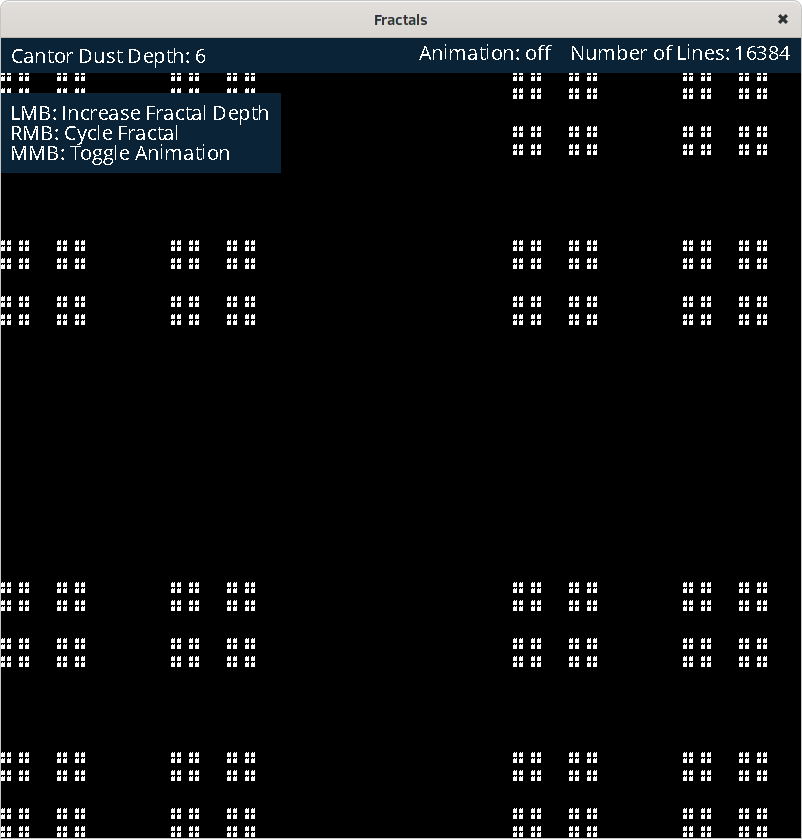 Fractals
Cantor Dust Depth: 6
Animation: off
Number of Lines: 16384
LMB: Increase Fractal Depth
RMB: Cycle Fractal
MMB: Toggle Animation